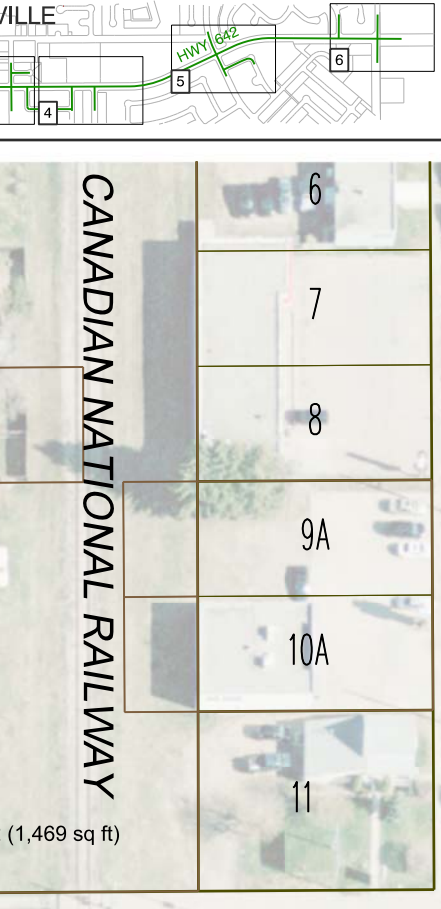 VILLE
HWY 642
6
5
4
CANADIAN NATIONAL RAILWAY
6
7
8
9A
10A
11
(1,469 sq ft)